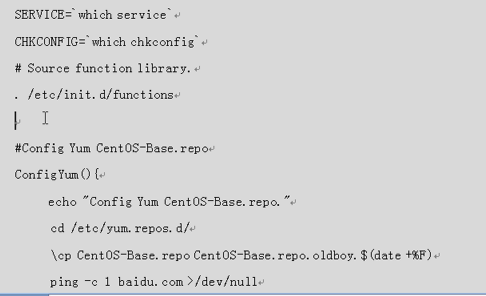 SERVICE=`which service`
CHKCONFIG=`which chkconfig`
# Source function library.
. /etc/init.d/functions
#Config Yum CentOS-Base.repo
ConfigYum(){
echo "Config Yum CentOS-Base.repo."
cd /etc/yum.repos.d/
\cp CentOS-Base.repo CentOS-Base.repo.oldboy.$(date +%F)
ping -c 1 baidu.com >/dev/null